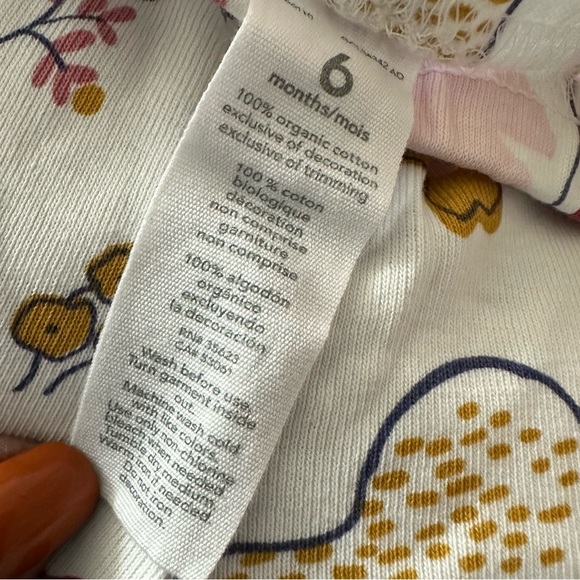 6
months/mois
100% organic cotton
exclusive of decoration
exclusive of trimming
100 % coton
biologique
décoration
non comprise
garniture
non comprise
100% algodón
orgánico
excluyendo
la decoración
RN# 35623
CA# 55051
Wash before use.
Turn garment inside
out.
Machine wash cold
with like colors.
Use only non-chlorine
bleach when needed
Tumble dry medium
Warm iron if needed
Do not iron
decoration.